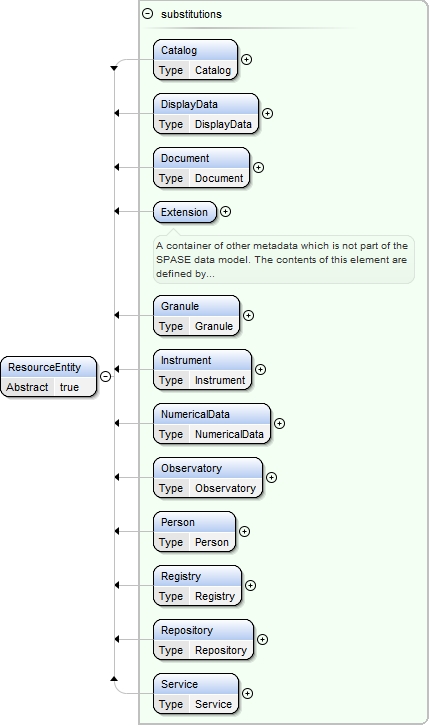 substitutions
Catalog
Type Catalog
DisplayData
Type DisplayData
Document
Type Document
Extension
A container of other metadata which is not part of the
SPASE data model. The contents of this element are
defined by...
Granule
Type Granule
ResourceEntity
Abstract true
Instrument
Type Instrument
NumericalData
Type NumericalData
Observatory
Type Observatory
Person
Type Person
Registry
Type Registry
Repository
Type Repository
Service
Type Service